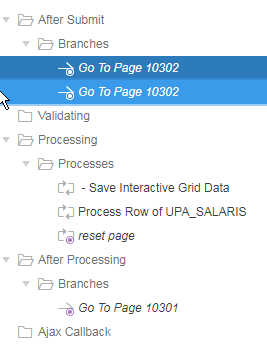 After Submit
Branches
Go To Page 10302
Go To Page 10302
Validating
Processing
Processes
- Save Interactive Grid Data
Process Row of UPA_SALARIS
reset page
After Processing
Branches
Go To Page 10301
Ajax Callback